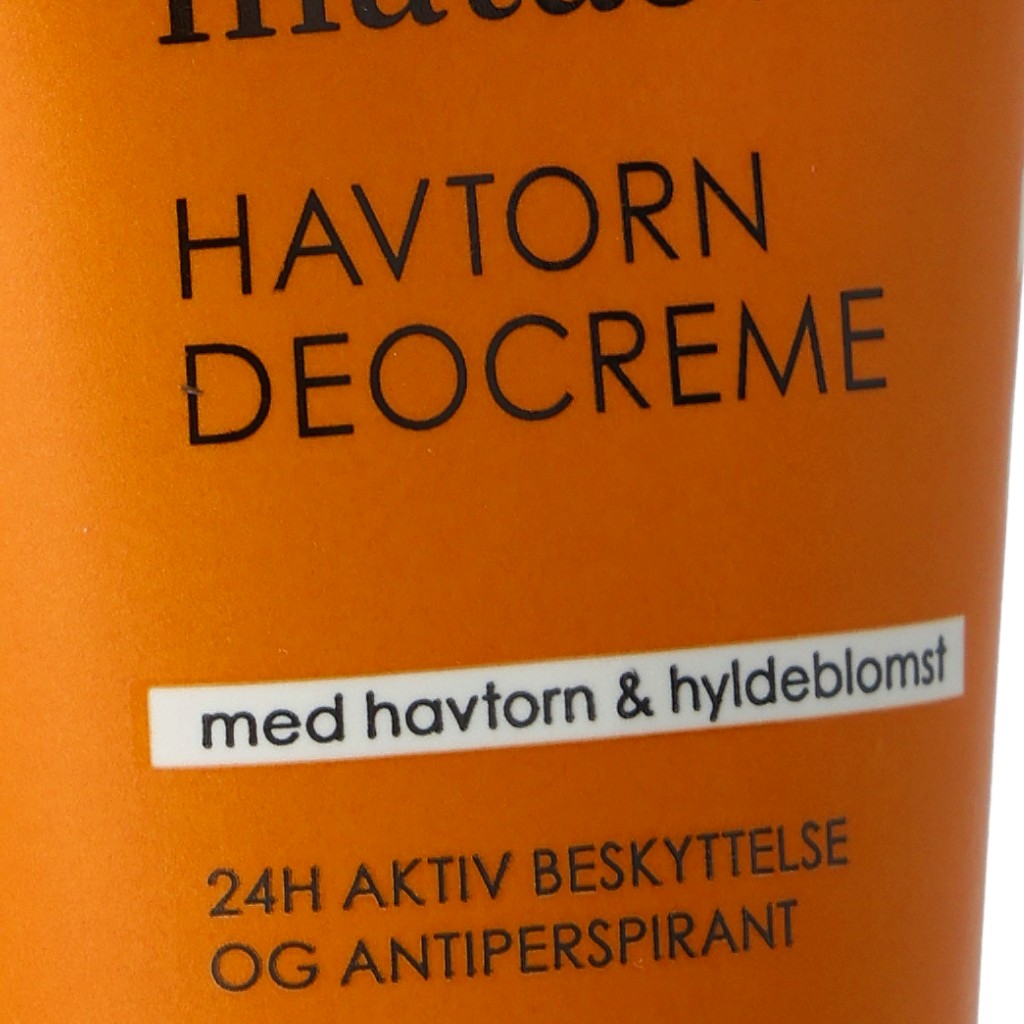 HAVTORN
DEOCREME
med havtorn & hyldeblomst
24H AKTIV BESKYTTELSE
OG ANTIPERSPIRANT